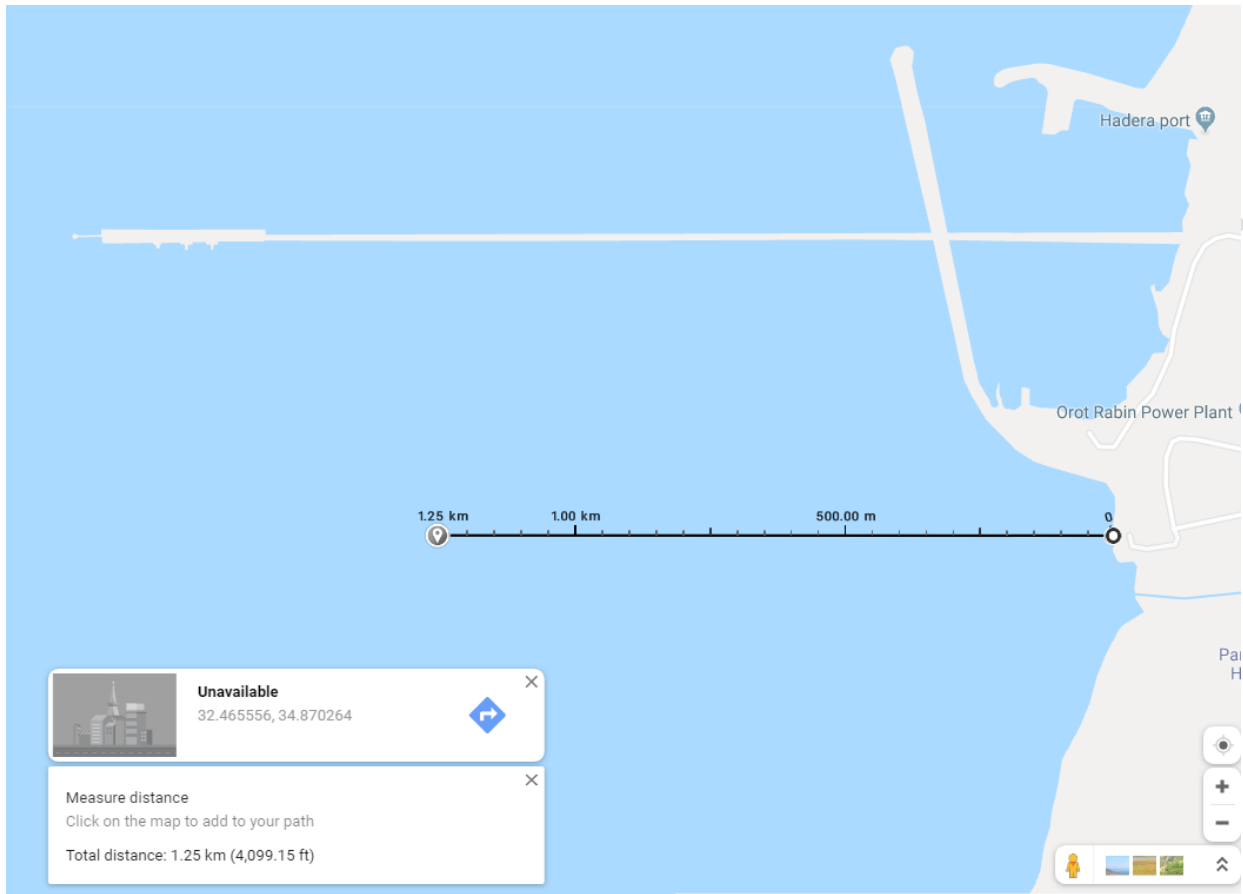 Hadera port
Orot Rabin Power Plant
1.25 km
1.00 km
500.00 m
0
Unavailable
32.465556, 34.870264
Measure distance
Click on the map to add to your path
Total distance: 1.25 km (4,099.15 ft)